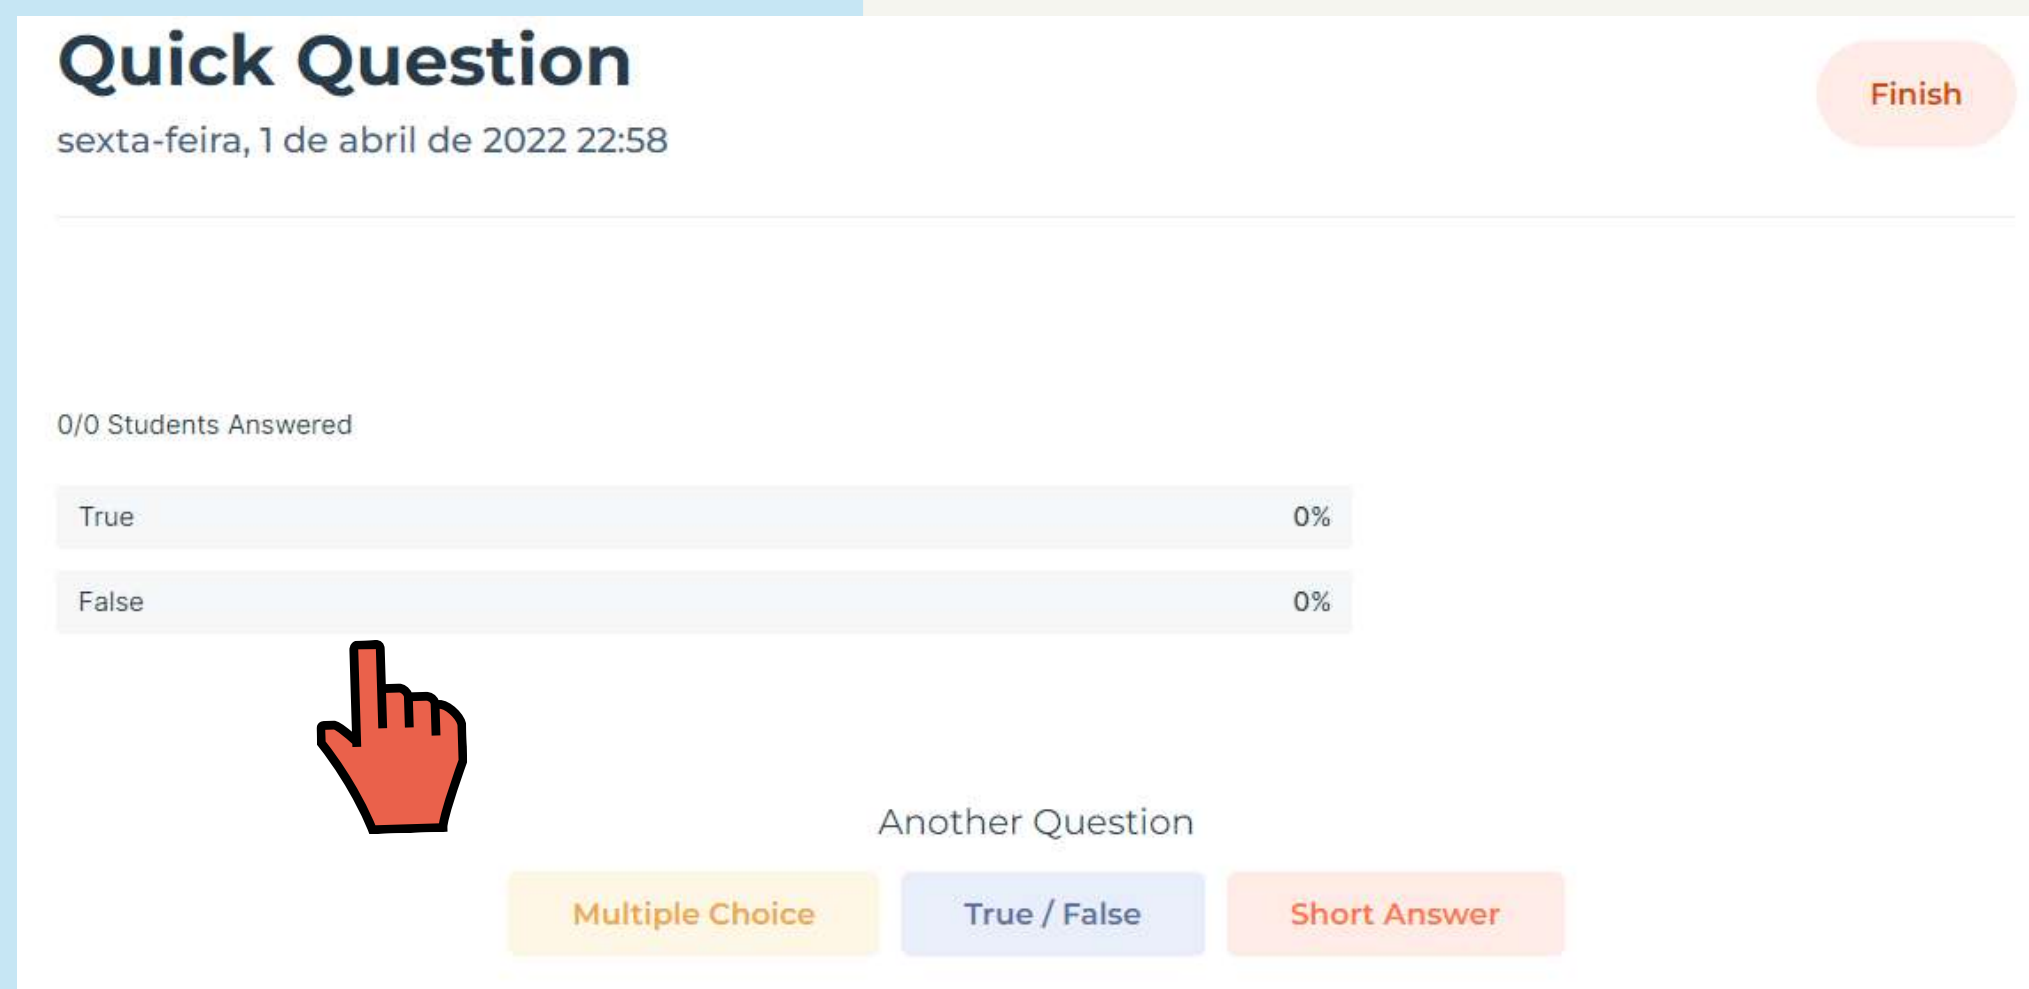 Quick Question
Finish
sexta-feira, 1 de abril de 2022 22:58
0/0 Students Answered
True 0%
False 0%
Another Question
Multiple Choice True / False Short Answer